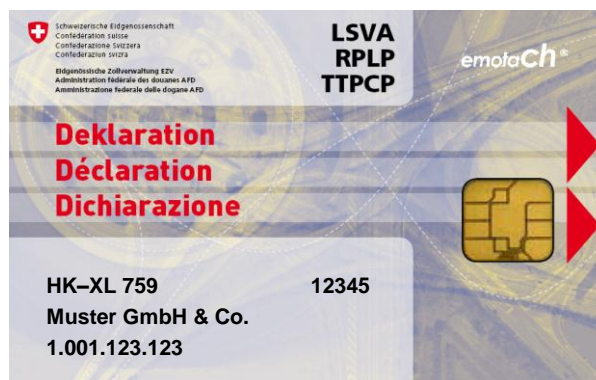 Schweizerische Eidgenossenschaft
Confédération suisse
Confederazione Svizzera
Confederaziun svizra
Eidgenössische Zollverwaltung EZV
Administration fédérale des douanes AFD
Amministrazione federale delle dogane AFD
LSVA
RPLP
TTPCP
emotaCh®
Deklaration
Déclaration
Dichiarazione
HK–XL 759 12345
Muster GmbH & Co.
1.001.123.123